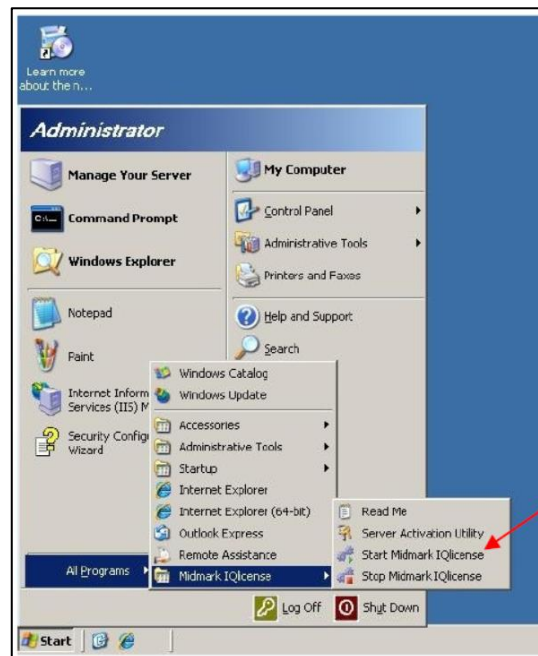 Learn more
about the n...
Administrator
Manage Your Server
Command Prompt
Windows Explorer
Notepad
Paint
Internet Inform
Services (IIS) M
Security Config
Wizard
All Programs
My Computer
Control Panel
Administrative Tools
Printers and Faxes
Help and Support
Search
Windows Catalog
Windows Update
Accessories
Administrative Tools
Startup
Internet Explorer
Internet Explorer (64-bit)
Outlook Express
Remote Assistance
Midmark IQlicense
Read Me
Server Activation Utility
Start Midmark IQlicense
Stop Midmark IQlicense
Log Off
Shut Down
Start